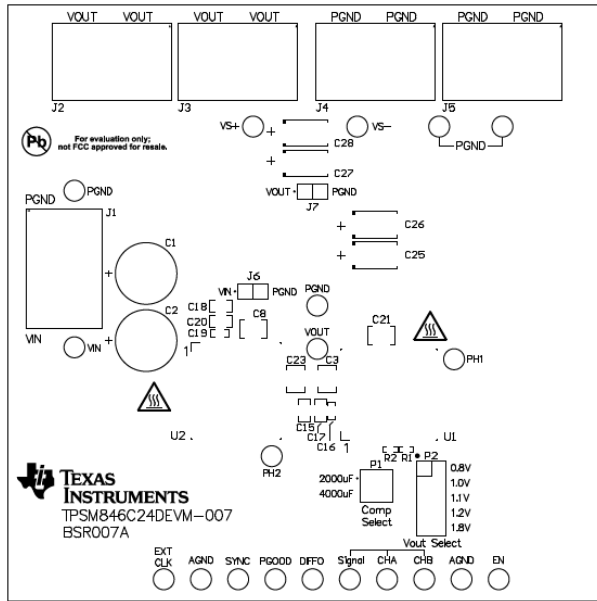 VOUT VOUT VOUT VOUT PGND PGND PGND PGND
J2 J3 J4 J5
VS+ VS- PGND
Pb
For evaluation only;
not FCC approved for resale.
+ C28
+ C27
VOUT PGND
J7
PGND
PGND J1
C1
+
+ C26
+ C25
J6
VIN PGND
PGND
C2
C18
C20
C19
C8
+
VIN
VIN
VOUT
C21
PH1
1
C23 C3
C15
C17
C16
1
U2
U1
PH2
R2 R1 P2
P1
2000uF
4000uF
Comp
Select
0.8V
1.0V
1.1V
1.2V
1.8V
Vout Select
TEXAS
INSTRUMENTS
TPSM846C24DEVM-007
BSR007A
EXT
CLK AGND SYNC PGOOD DIFFO Signal CHA CHB AGND EN